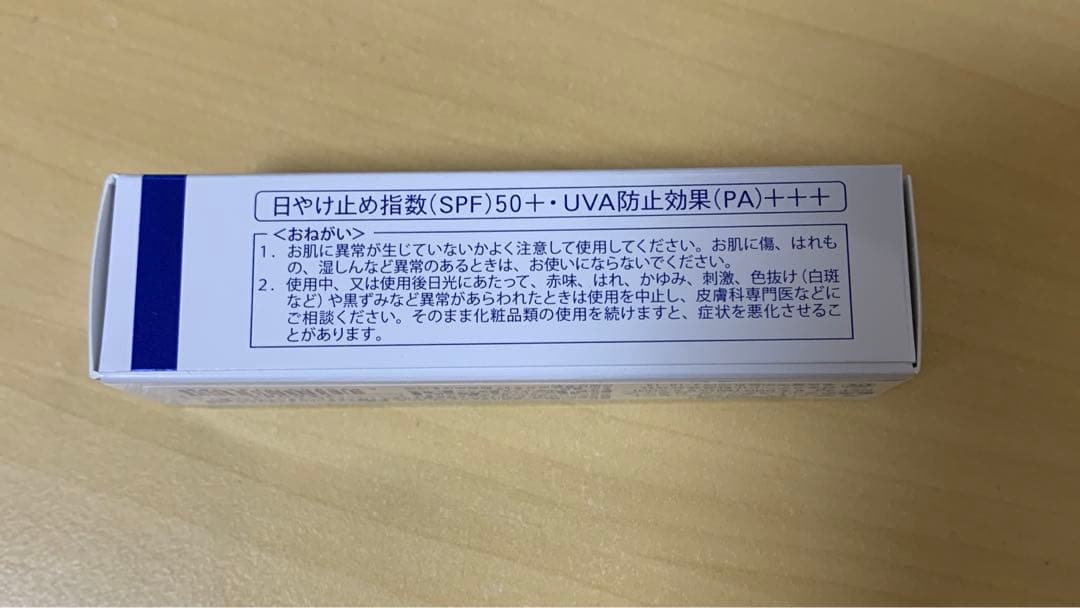 日やけ止め指数(SPF)50+・UVA防止効果(PA)+++
<おねがい>
1. お肌に異常が生じていないかよく注意して使用してください。お肌に傷、はれも
の、湿しんなど異常のあるときは、お使いにならないでください。
2. 使用中、又は使用後日光にあたって、赤味、はれ、かゆみ、刺激、色抜け(白斑
など)や黒ずみなど異常があらわれたときは使用を中止し、皮膚科専門医などに
ご相談ください。そのまま化粧品類の使用を続けますと、症状を悪化させるこ
とがあります。